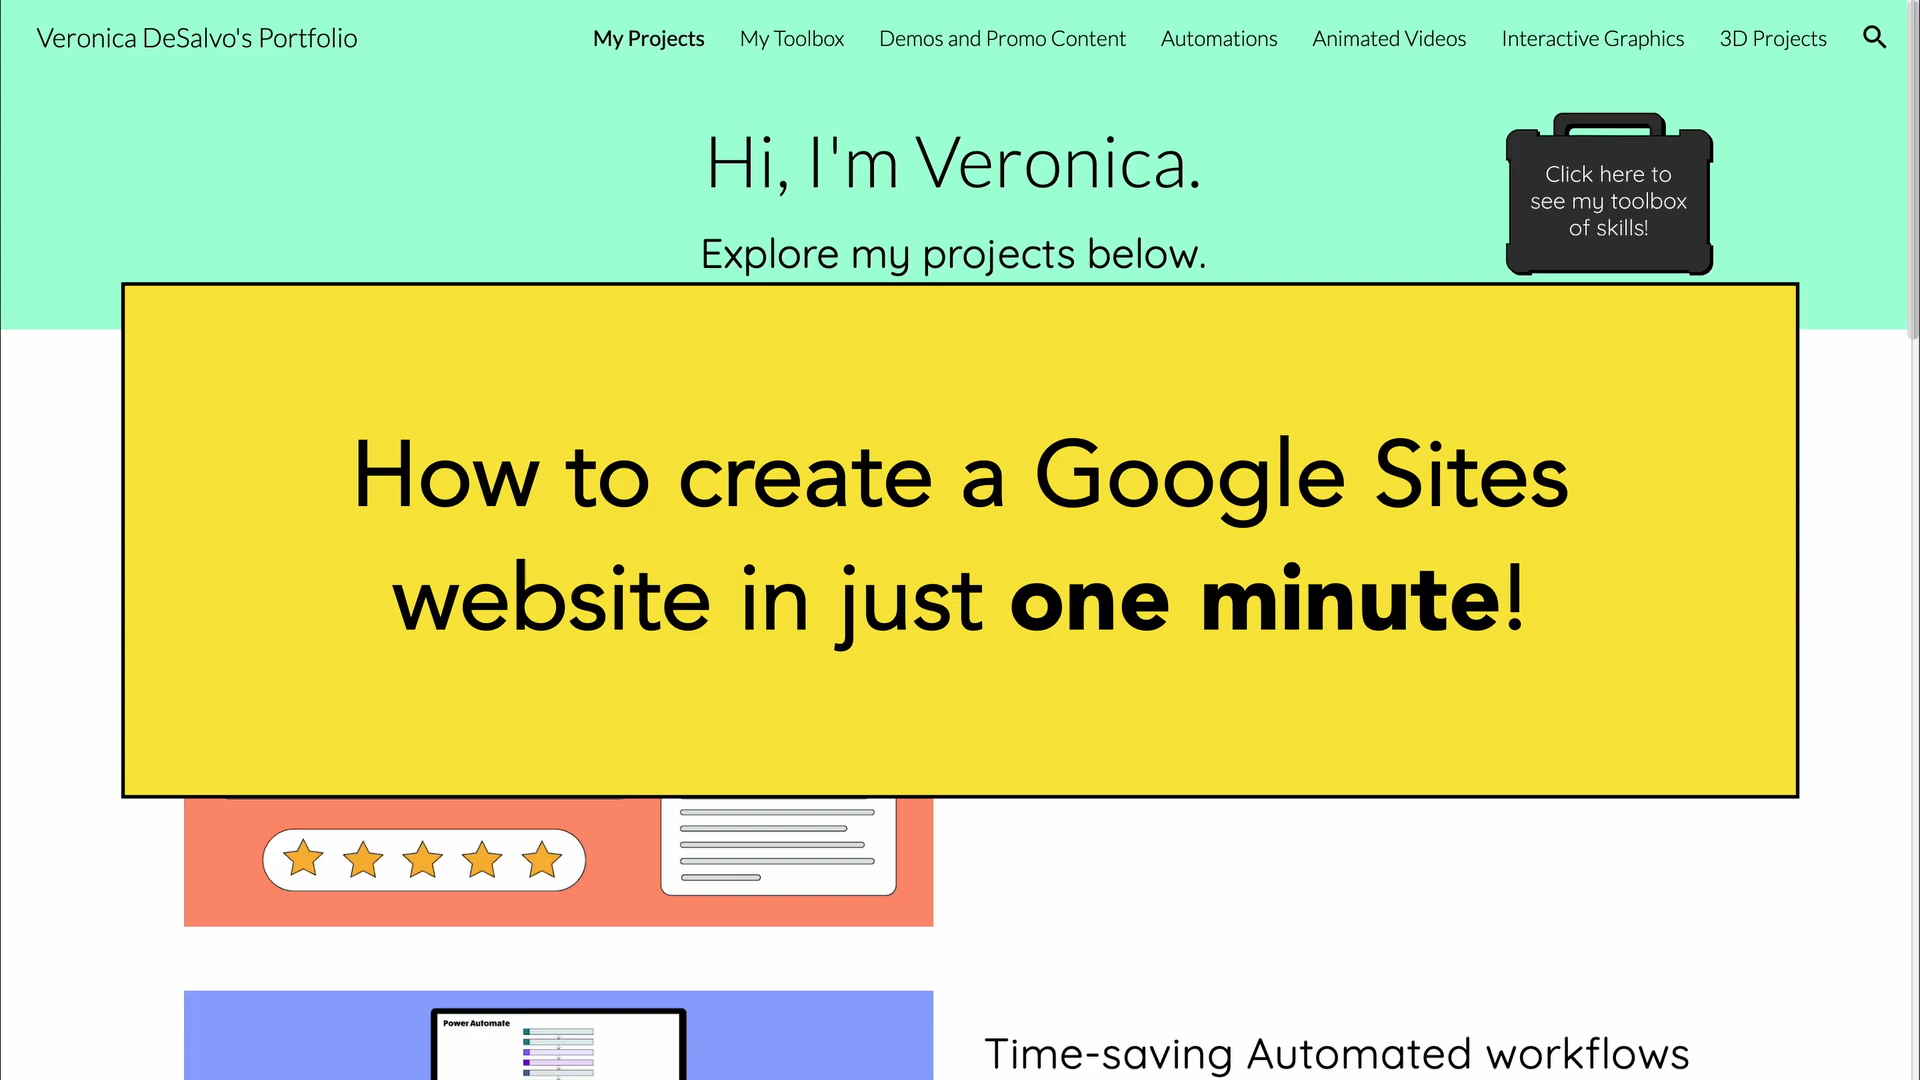 Veronica DeSalvo's Portfolio
My Projects
My Toolbox
Demos and Promo Content
Automations
Animated Videos
Interactive Graphics
3D Projects
Hi, I'm Veronica.
Explore my projects below.
Click here to
see my toolbox
of skills!
How to create a Google Sites
website in just one minute!
Power Automate
Time-saving Automated workflows